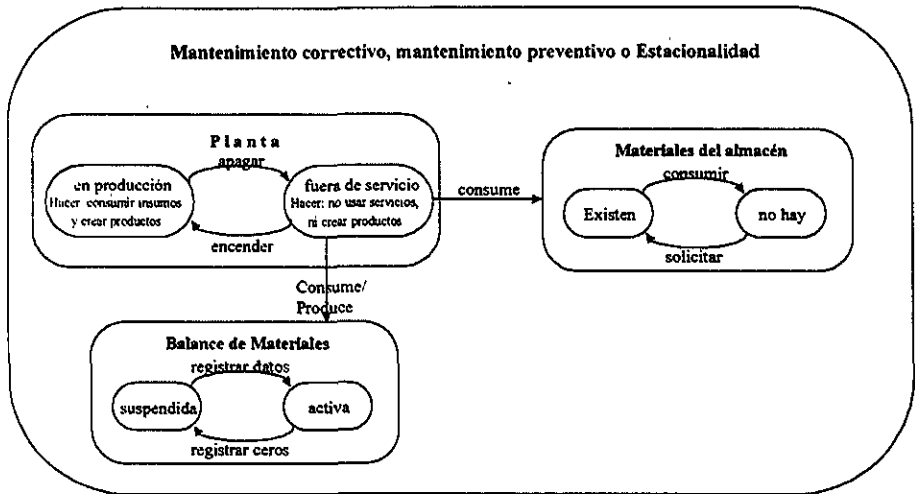 Mantenimiento correctivo, mantenimiento preventivo o Estacionalidad
Planta
apagar
en producción
Hacer: consumir insumos
y crear productos
fuera de servicio
Hacer: no usar servicios,
ni crear productos
encender
consume
Materiales del almacén
consumir
Existen
no hay
solicitar
Consume/
Produce
Balance de Materiales
registrar datos
suspendida
activa
registrar ceros